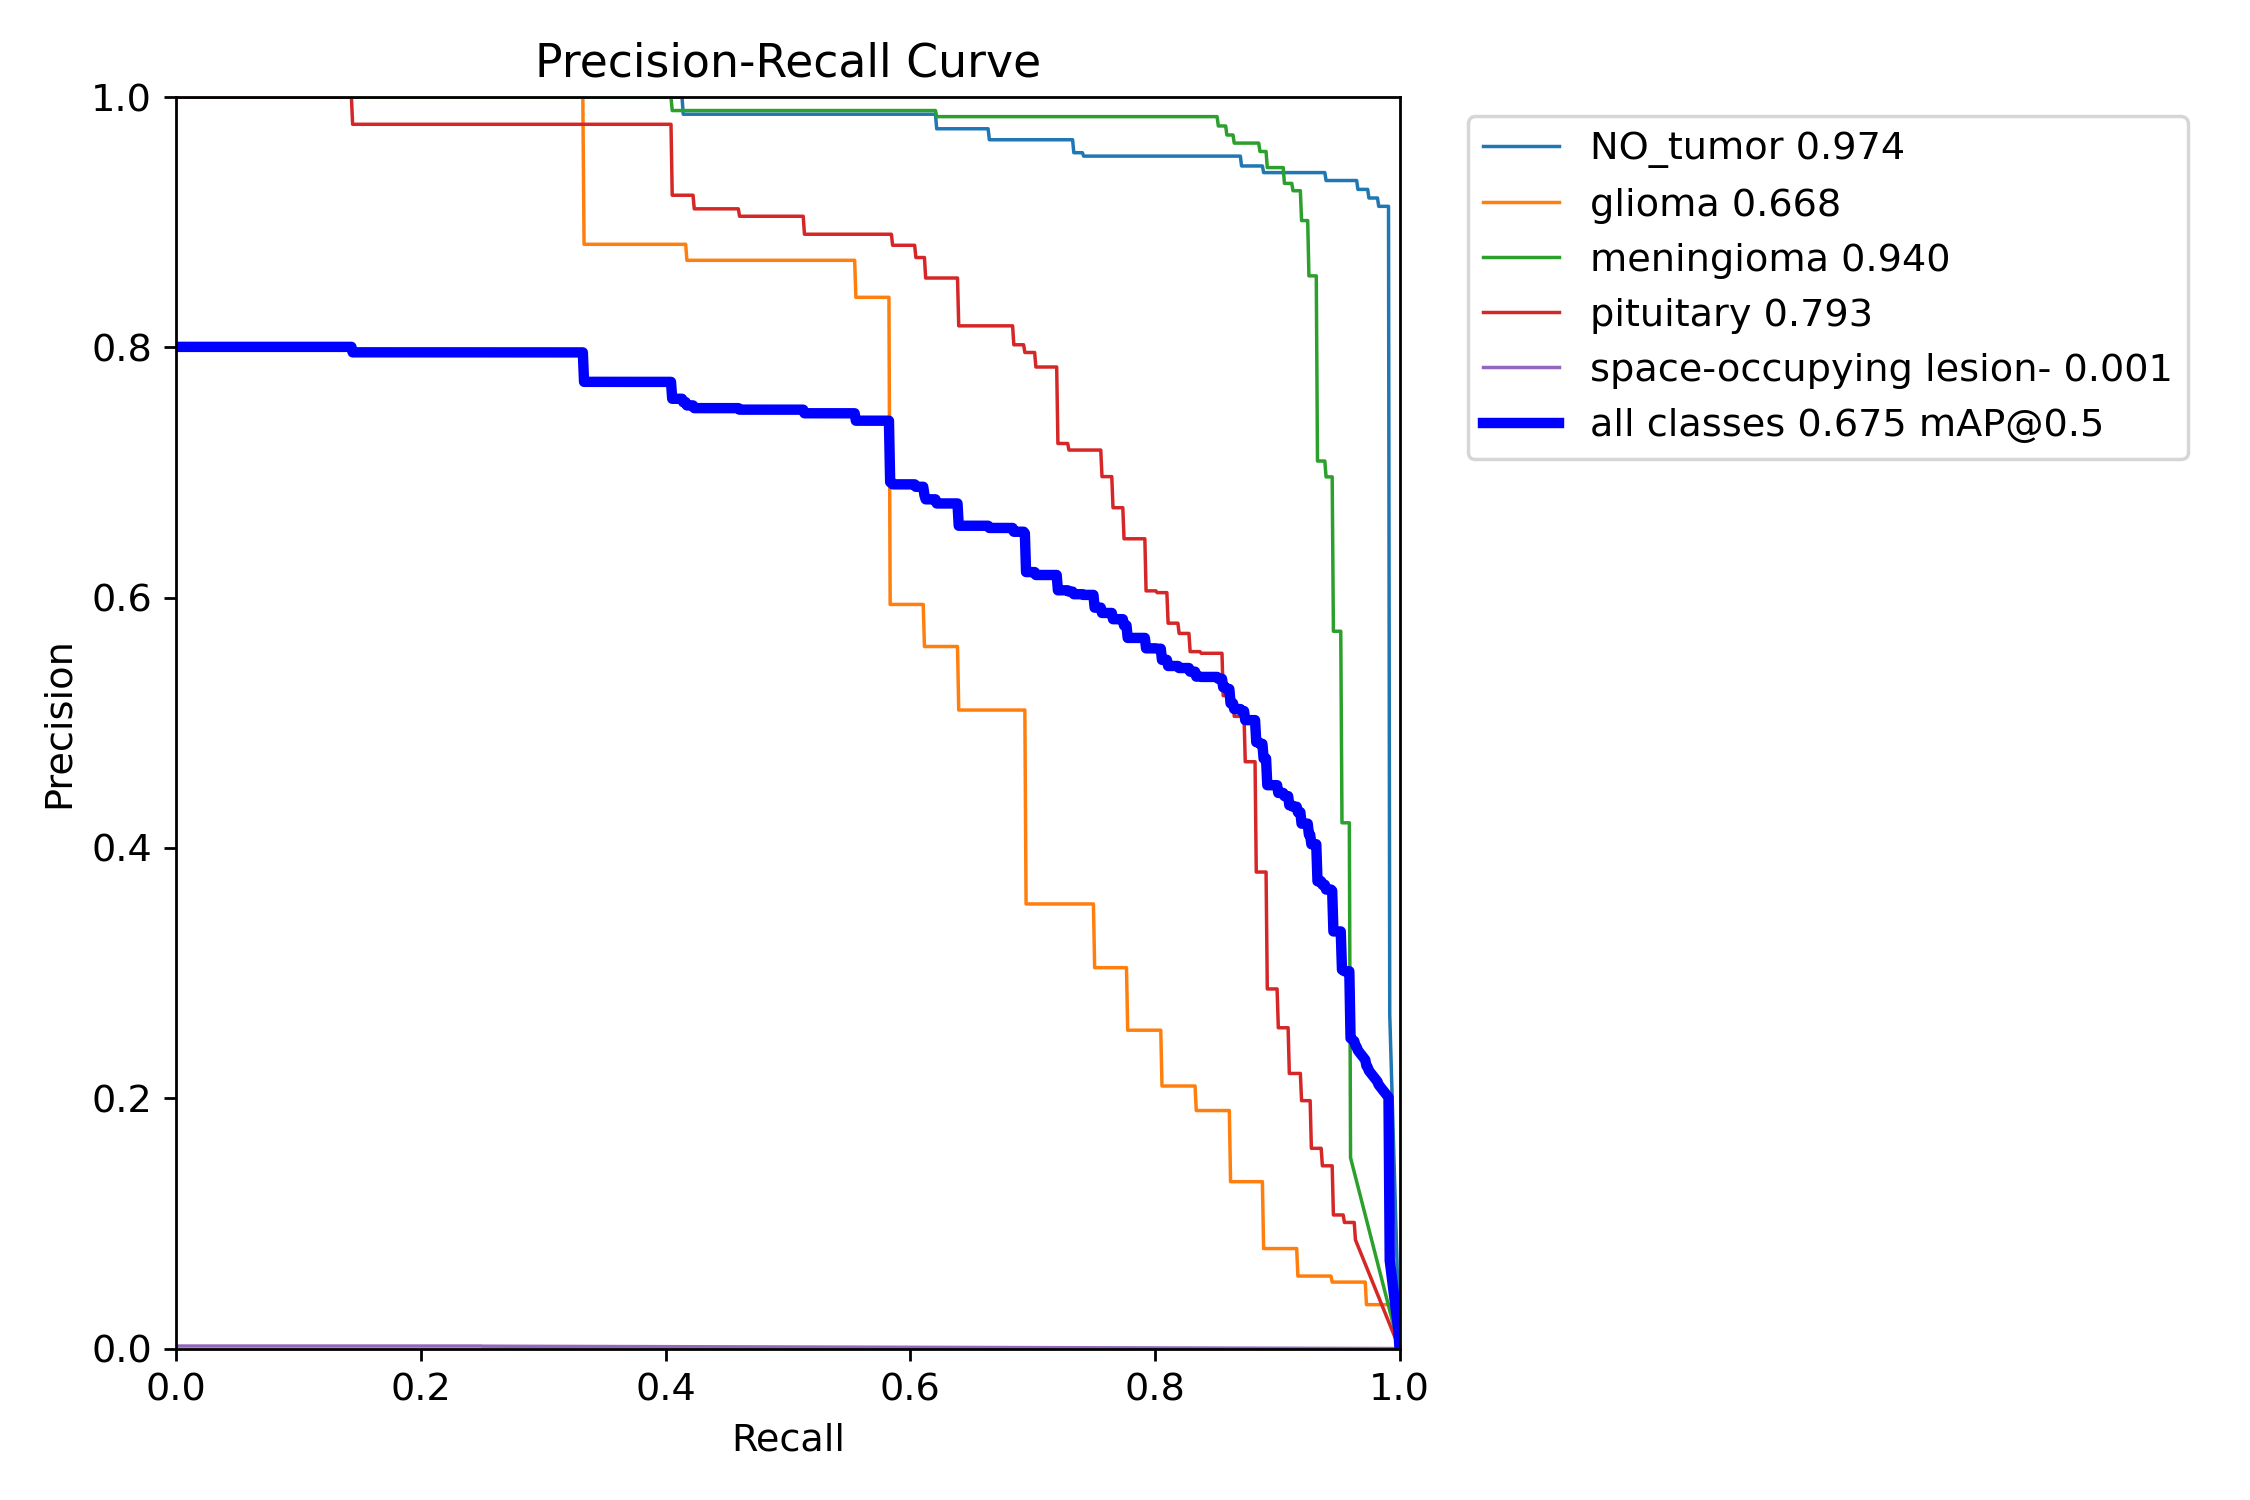 Precision-Recall Curve
1.0
0.8
0.6
0.4
0.2
0.0
Precision
0.0 0.2 0.4 0.6 0.8 1.0
Recall
NO_tumor 0.974
glioma 0.668
meningioma 0.940
pituitary 0.793
space-occupying lesion- 0.001
all classes 0.675 mAP@0.5